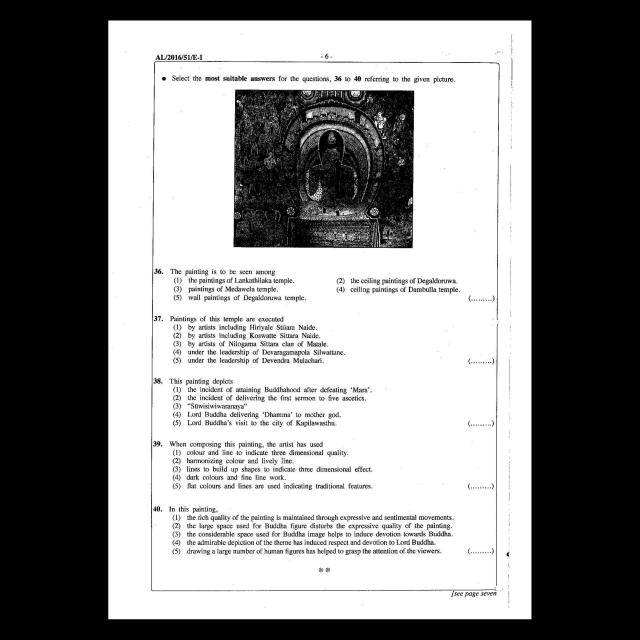 AL/2016/51/E-I
- 6 -
● Select the most suitable answers for the questions, 36 to 40 referring to the given picture.
36. The painting is to be seen among
(1) the paintings of Lankathilaka temple.
(2) the ceiling paintings of Degaldoruwa.
(3) paintings of Medawela temple.
(4) ceiling paintings of Dambulla temple.
(5) wall paintings of Degaldoruwa temple.
(.........)
37. Paintings of this temple are executed
(1) by artists including Hiriyale Sittara Naide.
(2) by artists including Koswatte Sittara Naide.
(3) by artists of Nilagama Sittara clan of Matale.
(4) under the leadership of Devaragampola Silwattane.
(5) under the leadership of Devendra Mulachari.
(.........)
38. This painting depicts
(1) the incident of attaining Buddhahood after defeating ‘Mara’.
(2) the incident of delivering the first sermon to five ascetics.
(3) “Sūwisiwiwaranaya”
(4) Lord Buddha delivering ‘Dhamma’ to mother god.
(5) Lord Buddha’s visit to the city of Kapilawasthu.
(.........)
39. When composing this painting, the artist has used
(1) colour and line to indicate three dimensional quality.
(2) harmonizing colour and lively line.
(3) lines to build up shapes to indicate three dimensional effect.
(4) dark colours and fine line work.
(5) flat colours and lines are used indicating traditional features.
(.........)
40. In this painting,
(1) the rich quality of the painting is maintained through expressive and sentimental movements.
(2) the large space used for Buddha figure disturbs the expressive quality of the painting.
(3) the considerable space used for Buddha image helps to induce devotion towards Buddha.
(4) the admirable depiction of the theme has induced respect and devotion to Lord Buddha.
(5) drawing a large number of human figures has helped to grasp the attention of the viewers.
(.........)
**
[see page seven